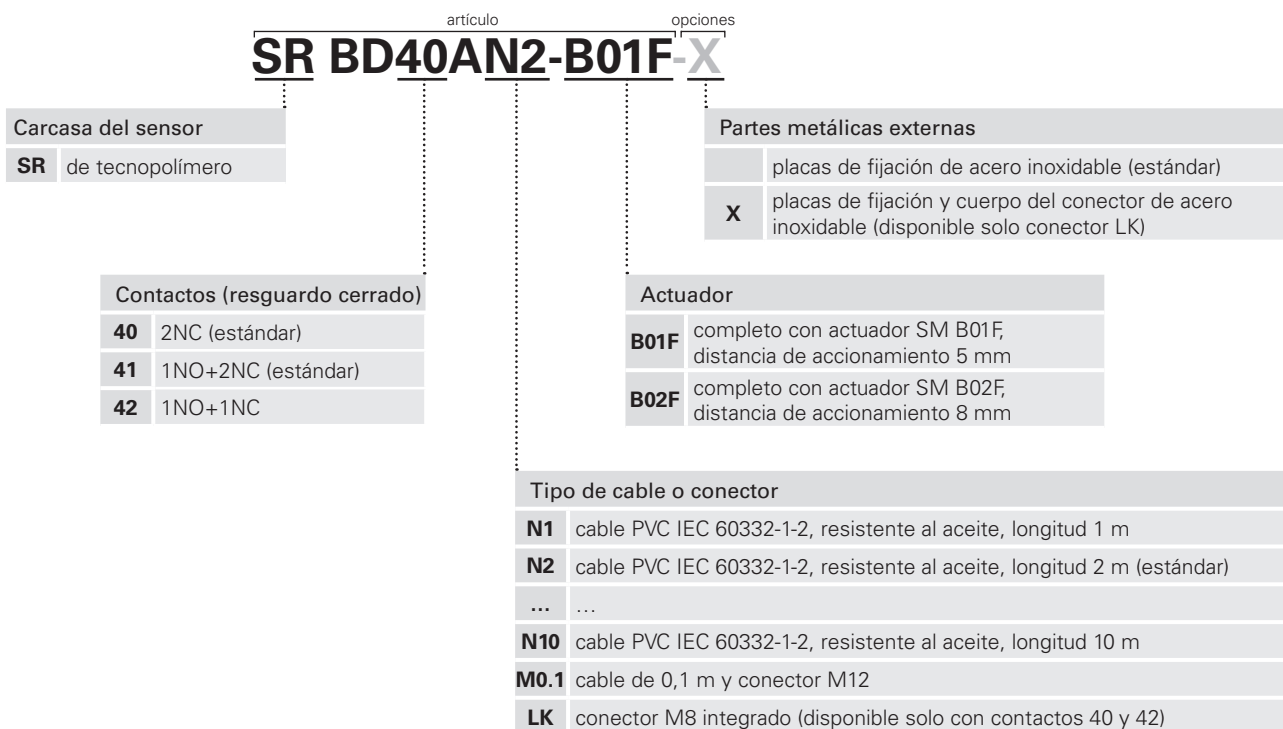 artículo
opciones
SR BD40AN2-B01F-X
Carcasa del sensor
SR de tecnopolímero
Partes metálicas externas
placas de fijación de acero inoxidable (estándar)
X placas de fijación y cuerpo del conector de acero
inoxidable (disponible solo conector LK)
Contactos (resguardo cerrado)
40 2NC (estándar)
41 1NO+2NC (estándar)
42 1NO+1NC
Actuador
B01F completo con actuador SM B01F,
distancia de accionamiento 5 mm
B02F completo con actuador SM B02F,
distancia de accionamiento 8 mm
Tipo de cable o conector
N1 cable PVC IEC 60332-1-2, resistente al aceite, longitud 1 m
N2 cable PVC IEC 60332-1-2, resistente al aceite, longitud 2 m (estándar)
... ...
N10 cable PVC IEC 60332-1-2, resistente al aceite, longitud 10 m
M0.1 cable de 0,1 m y conector M12
LK conector M8 integrado (disponible solo con contactos 40 y 42)